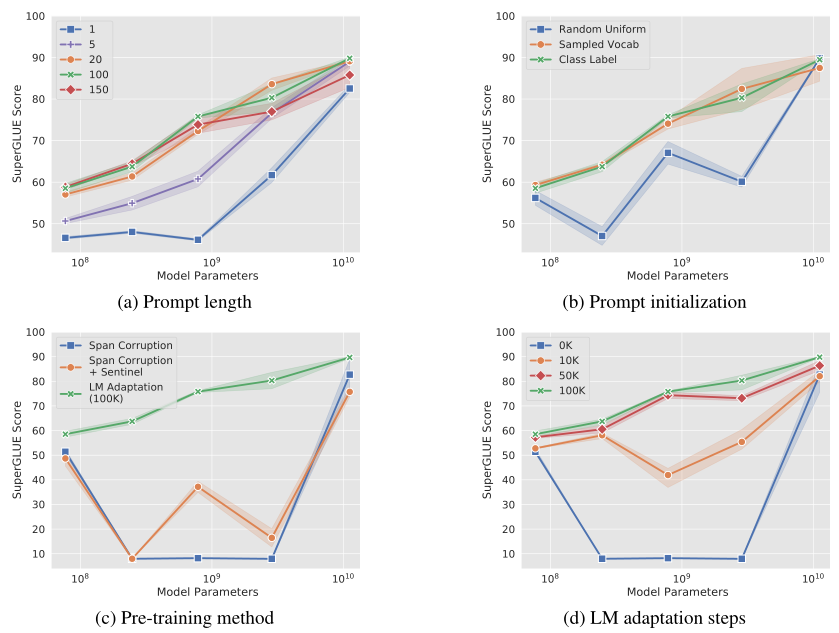 100
90
80
70
60
50
SuperGLUE Score
1
5
20
100
150
10^8
10^9
10^10
Model Parameters
(a) Prompt length
100
90
80
70
60
50
SuperGLUE Score
Random Uniform
Sampled Vocab
Class Label
10^8
10^9
10^10
Model Parameters
(b) Prompt initialization
100
90
80
70
60
50
40
30
20
10
SuperGLUE Score
Span Corruption
Span Corruption
+ Sentinel
LM Adaptation
(100K)
10^8
10^9
10^10
Model Parameters
(c) Pre-training method
100
90
80
70
60
50
40
30
20
10
SuperGLUE Score
0K
10K
50K
100K
10^8
10^9
10^10
Model Parameters
(d) LM adaptation steps